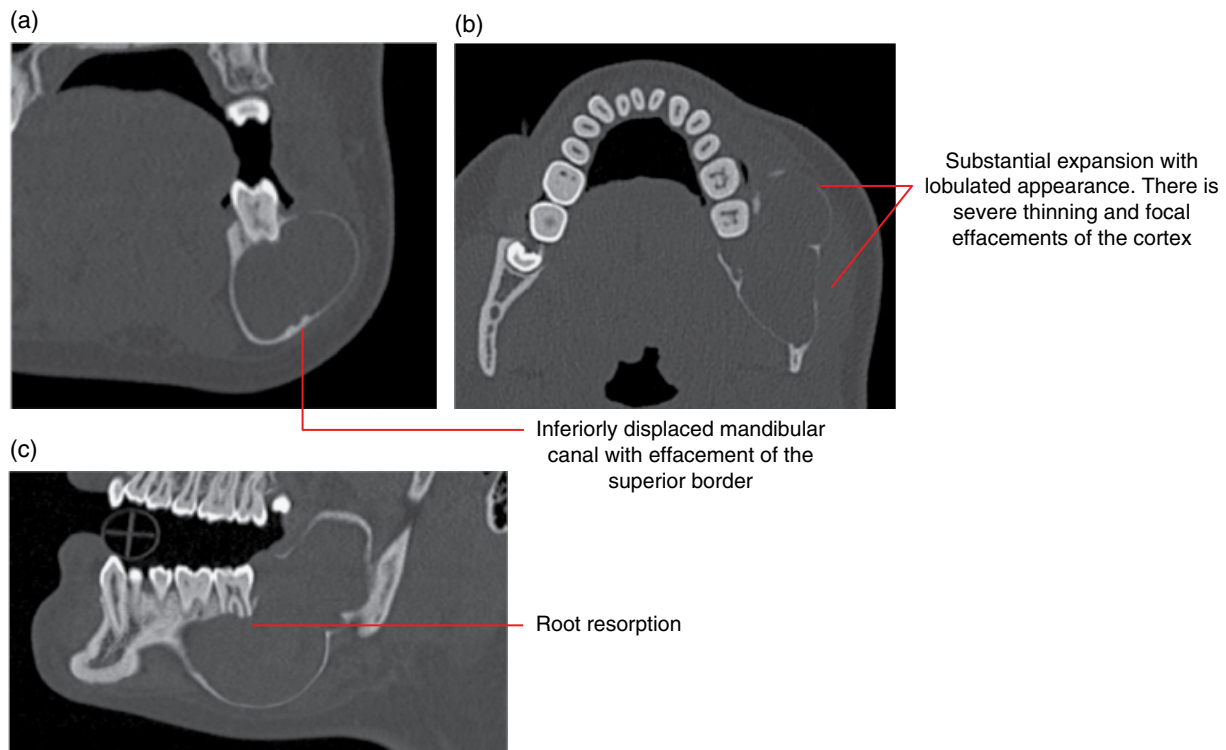 (a)
(b)
Substantial expansion with
lobulated appearance. There is
severe thinning and focal
effacements of the cortex
Inferiorly displaced mandibular
canal with effacement of the
superior border
(c)
Root resorption